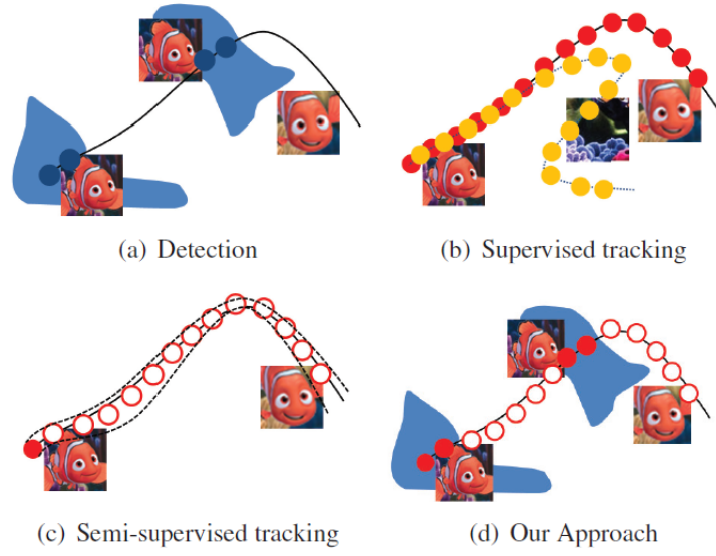 (a) Detection
(b) Supervised tracking
(c) Semi-supervised tracking
(d) Our Approach